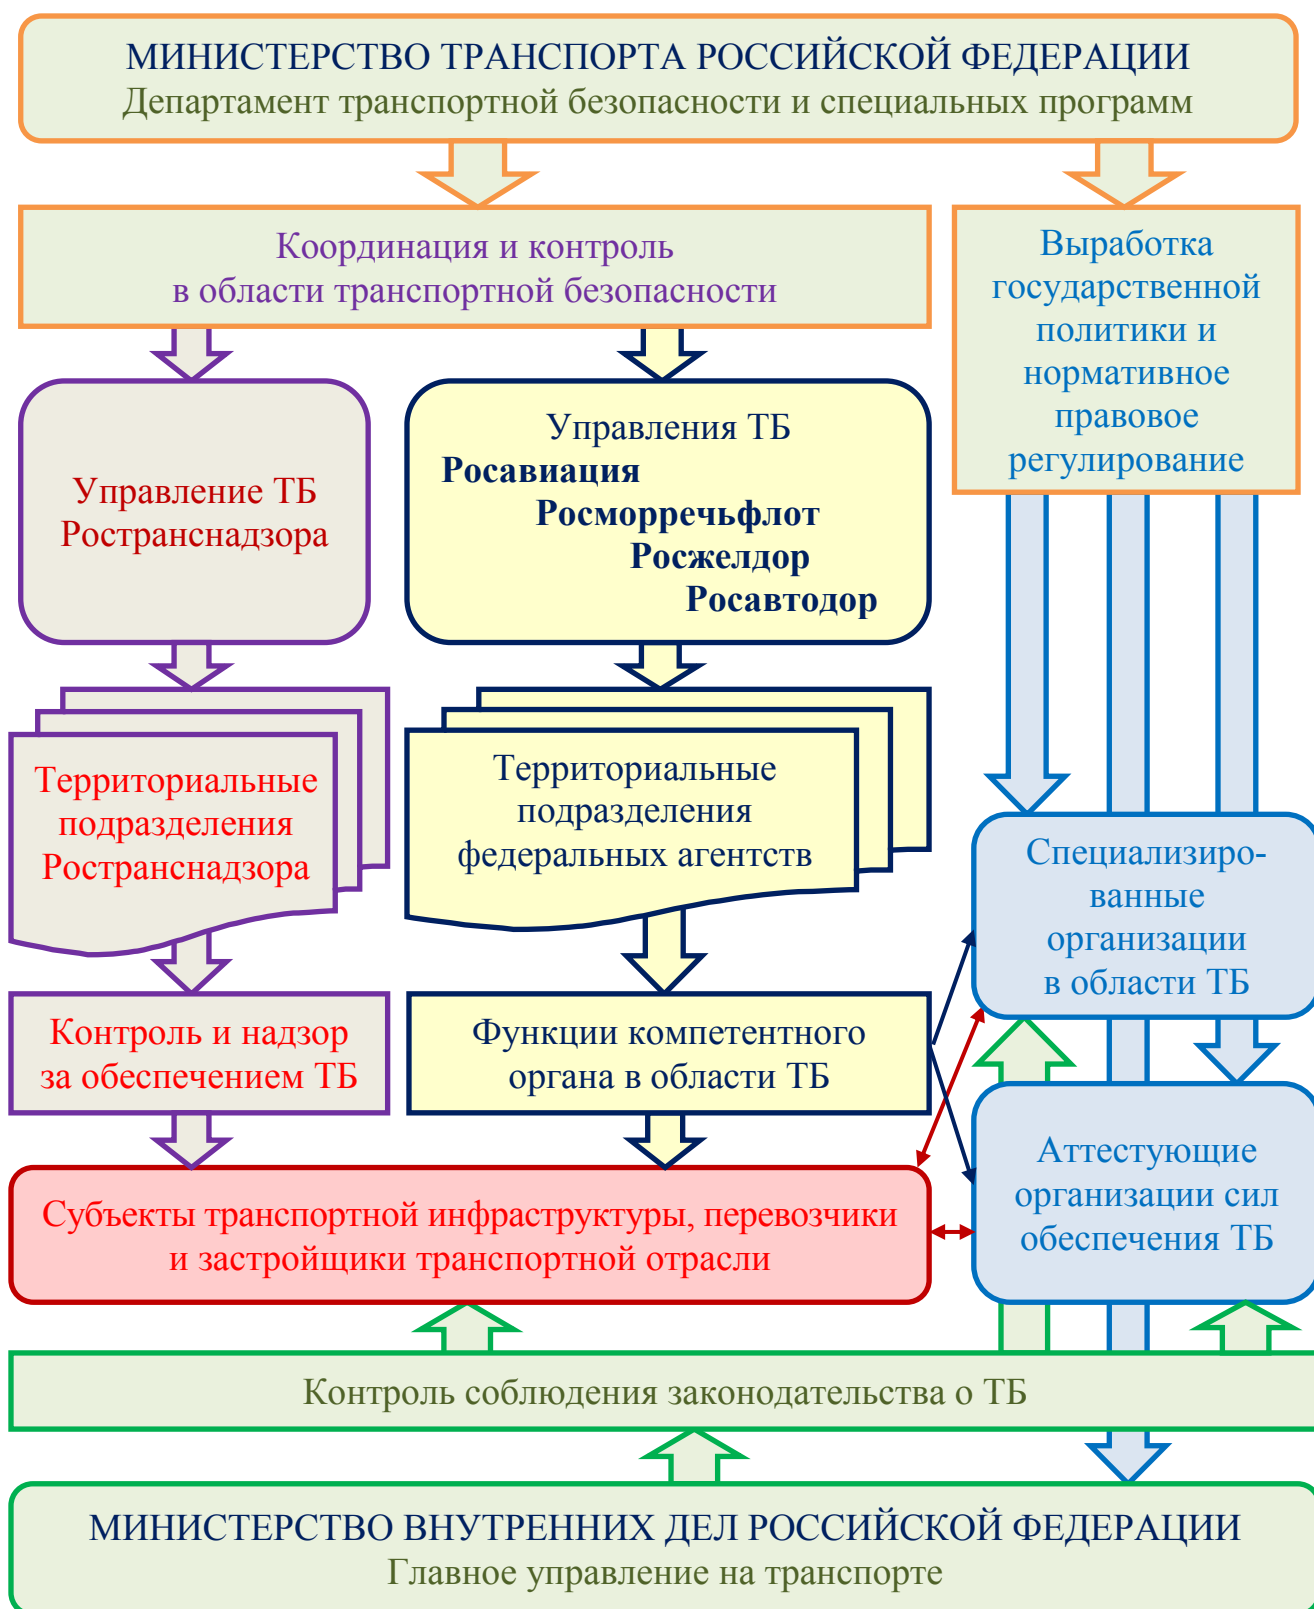 МИНИСТЕРСТВО ТРАНСПОРТА РОССИЙСКОЙ ФЕДЕРАЦИИ
Департамент транспортной безопасности и специальных программ
Координация и контроль
в области транспортной безопасности
Выработка
государственной
политики и
нормативное
правовое
регулирование
Управление ТБ
Ространснадзора
Управления ТБ
Росавиация
Росморречьфлот
Росжелдор
Росавтодор
Территориальные
подразделения
Ространснадзора
Территориальные
подразделения
федеральных агентств
Специализиро-
ванные
организации
в области ТБ
Контроль и надзор
за обеспечением ТБ
Функции компетентного
органа в области ТБ
Аттестующие
организации сил
обеспечения ТБ
Субъекты транспортной инфраструктуры, перевозчики
и застройщики транспортной отрасли
Контроль соблюдения законодательства о ТБ
МИНИСТЕРСТВО ВНУТРЕННИХ ДЕЛ РОССИЙСКОЙ ФЕДЕРАЦИИ
Главное управление на транспорте